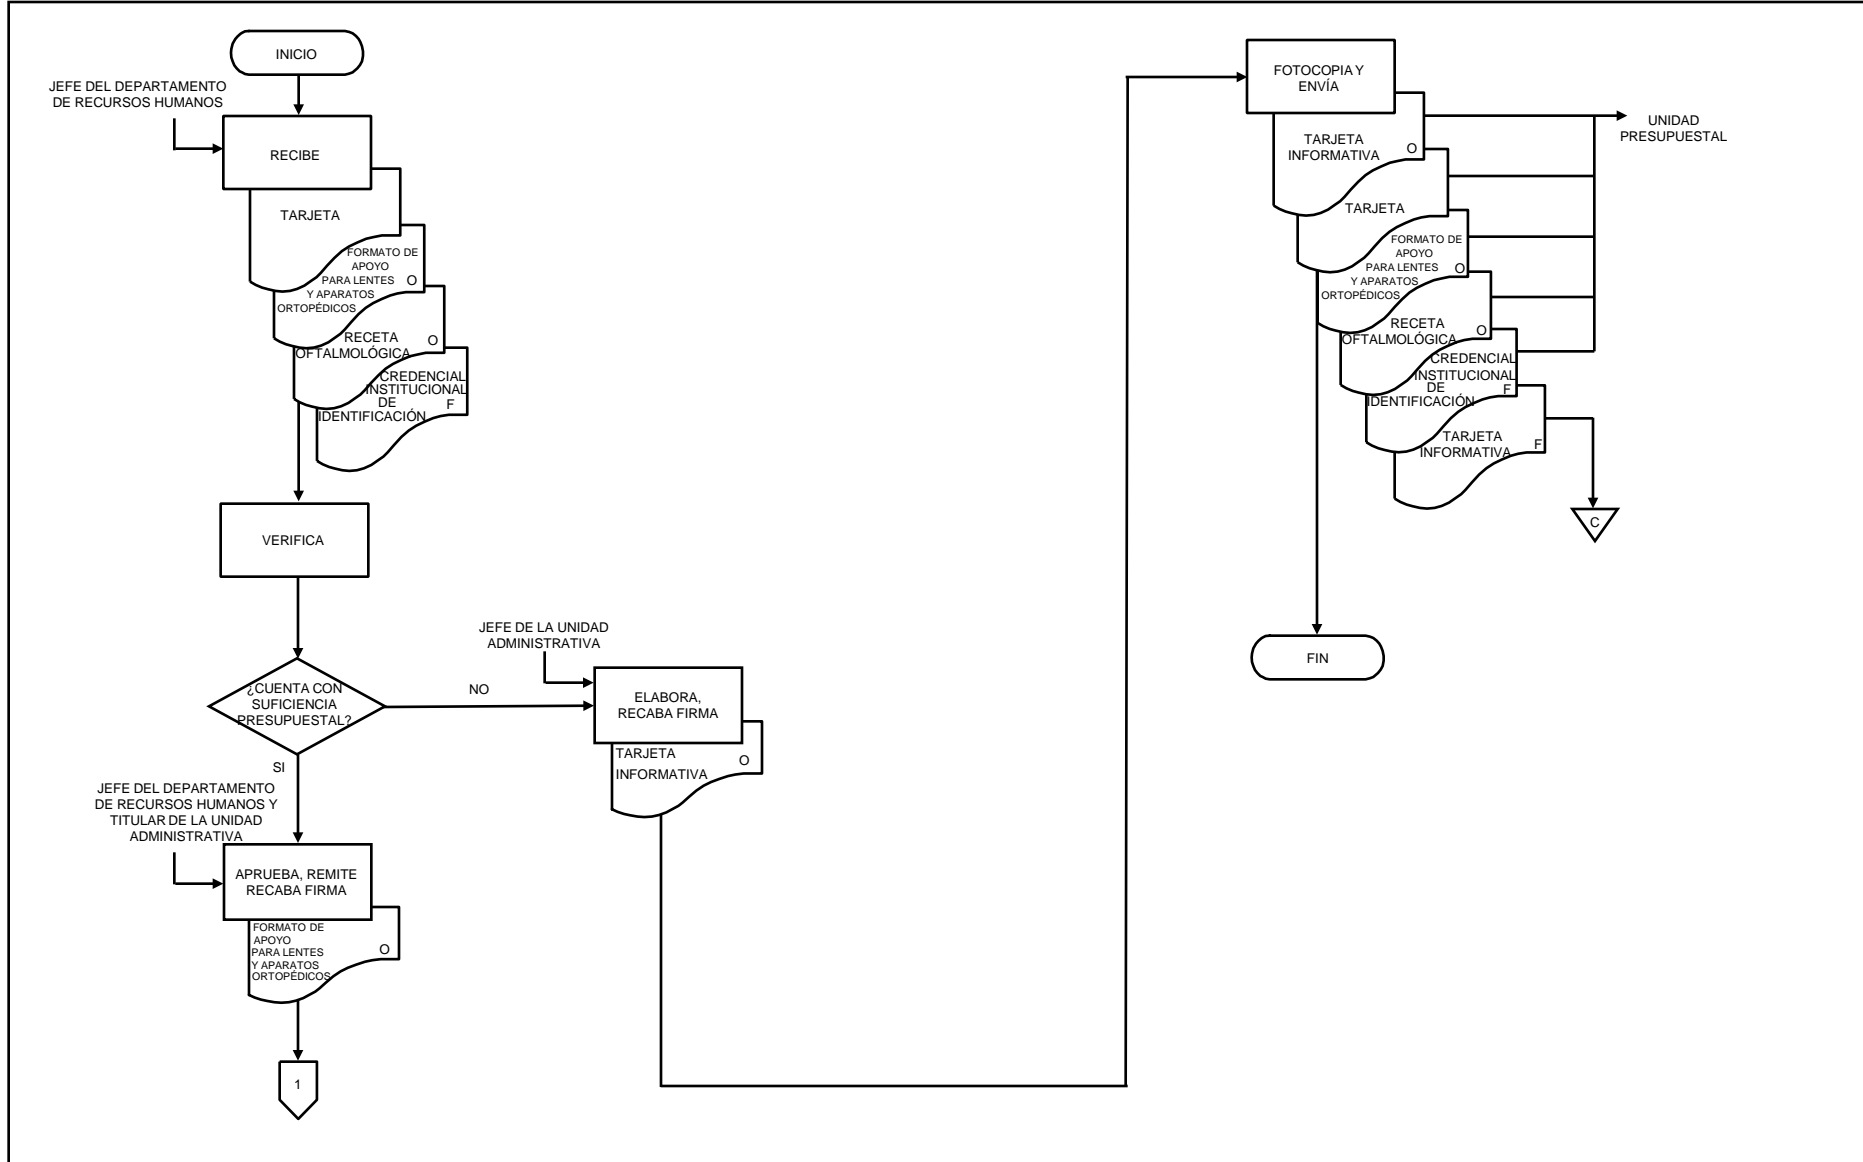 INICIO
JEFE DEL DEPARTAMENTO
DE RECURSOS HUMANOS
RECIBE
TARJETA
FORMATO DE
APOYO
PARA LENTES
Y APARATOS
ORTOPÉDICOS
O
RECETA
OFTALMOLÓGICA
O
CREDENCIAL
INSTITUCIONAL
DE
IDENTIFICACIÓN
F
VERIFICA
¿CUENTA CON
SUFICIENCIA
PRESUPUESTAL?
NO
SI
JEFE DE LA UNIDAD
ADMINISTRATIVA
ELABORA,
RECABA FIRMA
TARJETA
INFORMATIVA
O
JEFE DEL DEPARTAMENTO
DE RECURSOS HUMANOS Y
TITULAR DE LA UNIDAD
ADMINISTRATIVA
APRUEBA, REMITE
RECABA FIRMA
FORMATO DE
APOYO
PARA LENTES
Y APARATOS
ORTOPÉDICOS
O
1
FOTOCOPIA Y
ENVÍA
TARJETA
INFORMATIVA
O
UNIDAD
PRESUPUESTAL
TARJETA
FORMATO DE
APOYO
PARA LENTES
Y APARATOS
ORTOPÉDICOS
O
RECETA
OFTALMOLÓGICA
O
CREDENCIAL
INSTITUCIONAL
DE
IDENTIFICACIÓN
F
TARJETA
INFORMATIVA
F
C
FIN